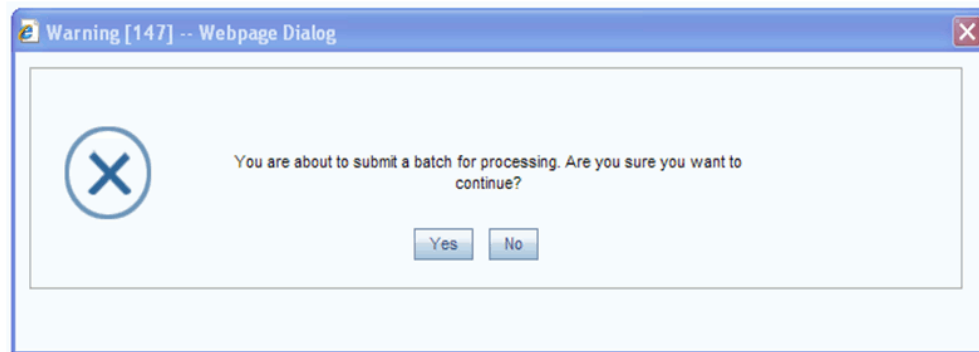 Warning [147] -- Webpage Dialog
You are about to submit a batch for processing. Are you sure you want to
continue?
Yes No